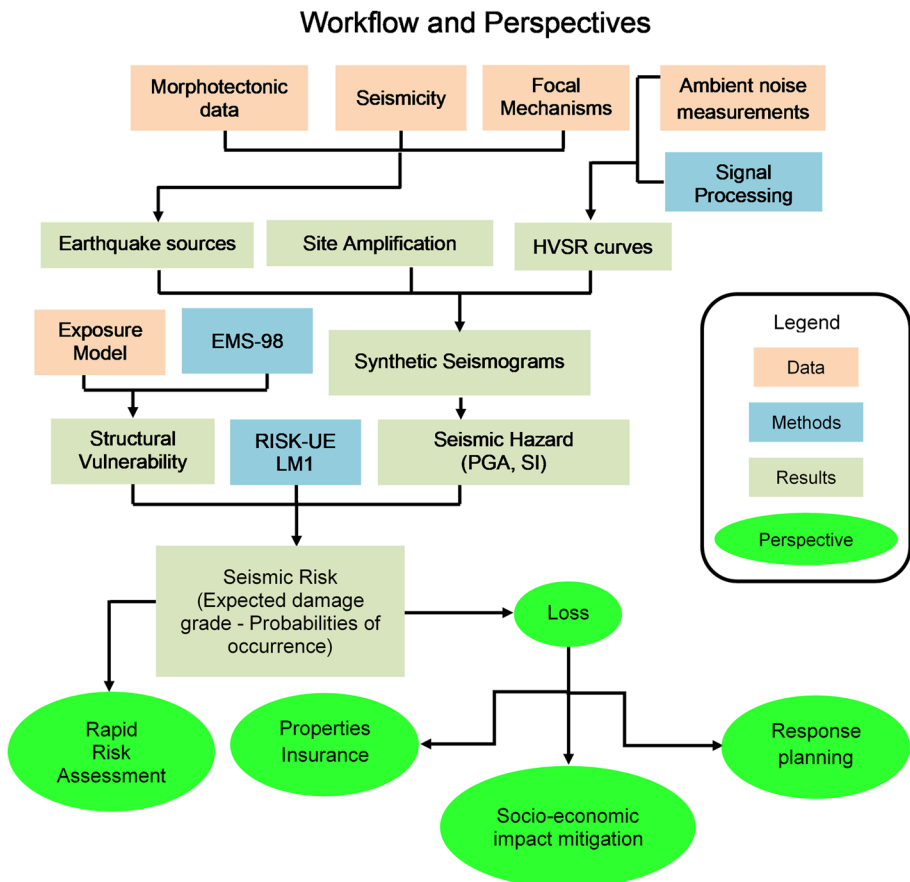 Workflow and Perspectives
Morphotectonic
data
Seismicity
Focal
Mechanisms
Ambient noise
measurements
Signal
Processing
Earthquake sources
Site Amplification
HVSR curves
Exposure
Model
EMS-98
Synthetic Seismograms
Structural
Vulnerability
RISK-UE
LM1
Seismic Hazard
(PGA, SI)
Legend
Data
Methods
Results
Perspective
Seismic Risk
(Expected damage
grade - Probabilities of
occurrence)
Loss
Rapid
Risk
Assessment
Properties
Insurance
Response
planning
Socio-economic
impact mitigation